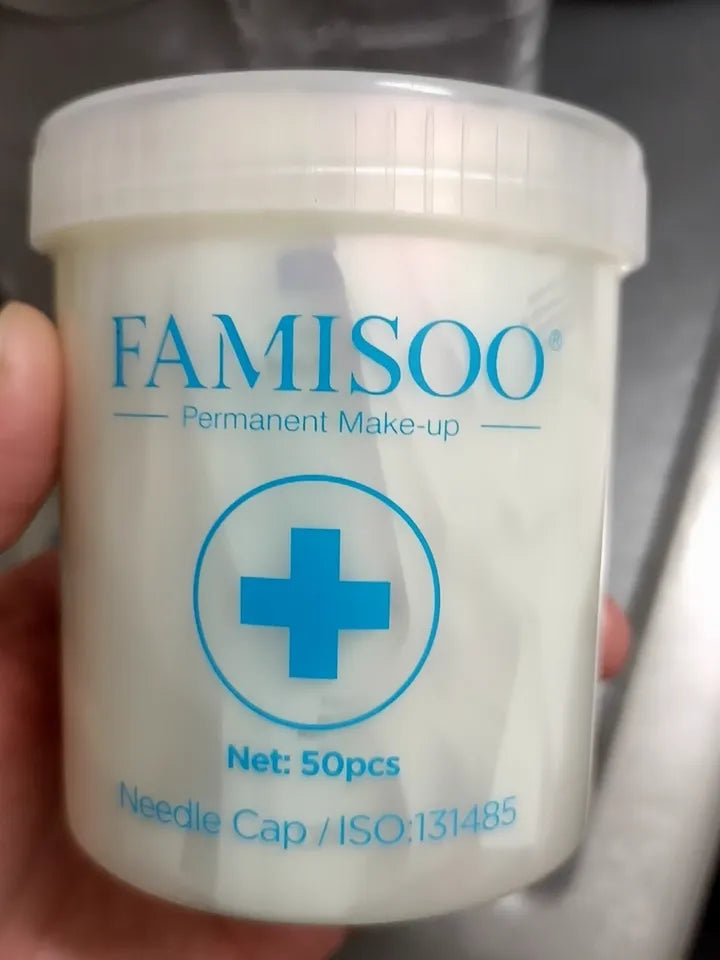 FAMISOO®
Permanent Make-up
Net: 50pcs
Needle Cap / ISO:131485